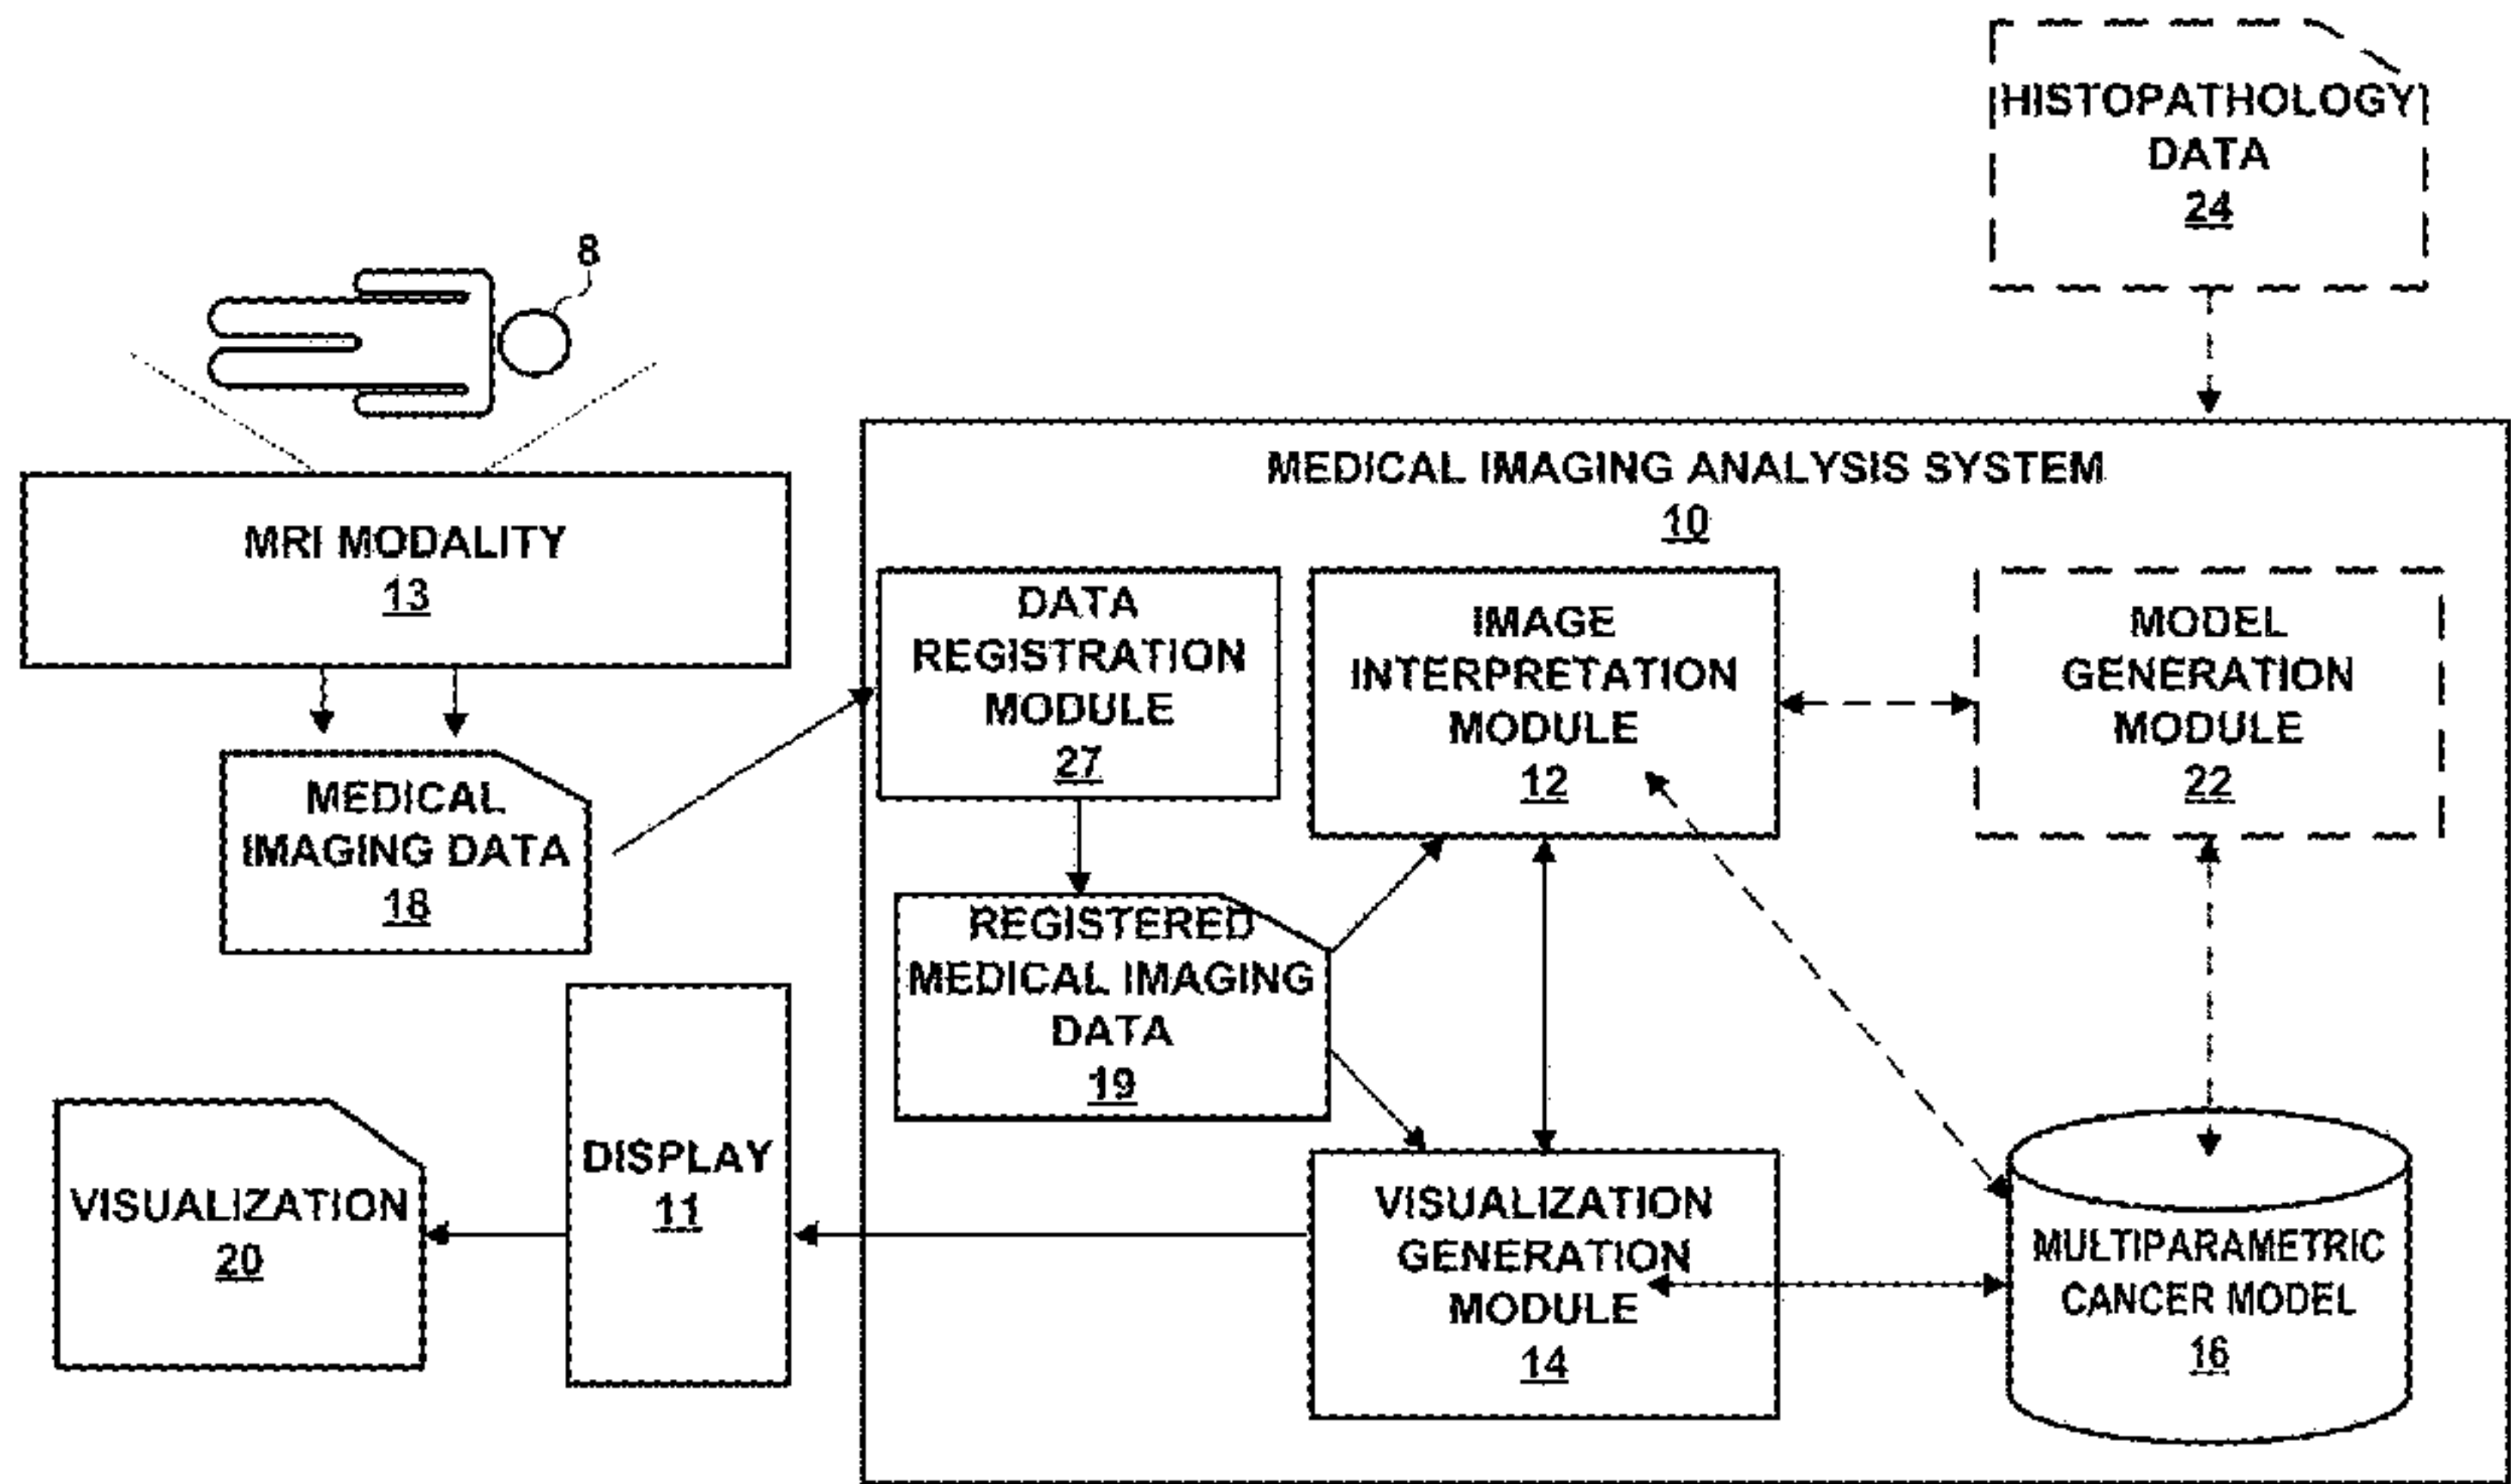 HISTOPATHOLOGY
DATA
24
8
MEDICAL IMAGING ANALYSIS SYSTEM
10
MRI MODALITY
13
DATA
REGISTRATION
MODULE
27
IMAGE
INTERPRETATION
MODULE
12
MODEL
GENERATION
MODULE
22
MEDICAL
IMAGING DATA
18
REGISTERED
MEDICAL IMAGING
DATA
19
DISPLAY
11
VISUALIZATION
20
VISUALIZATION
GENERATION
MODULE
14
MULTIPARAMETRIC
CANCER MODEL
16